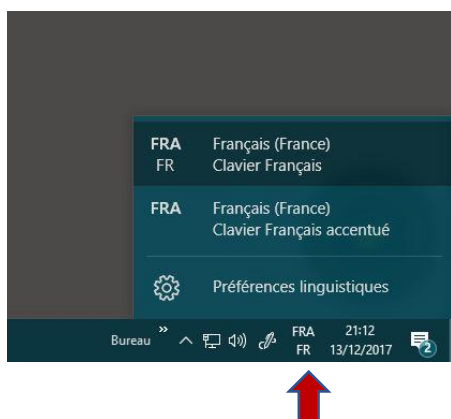 FRA Français (France)
FR Clavier Français
FRA Français (France)
Clavier Français accentué
Préférences linguistiques
Bureau » FRA 21:12
FR 13/12/2017 2